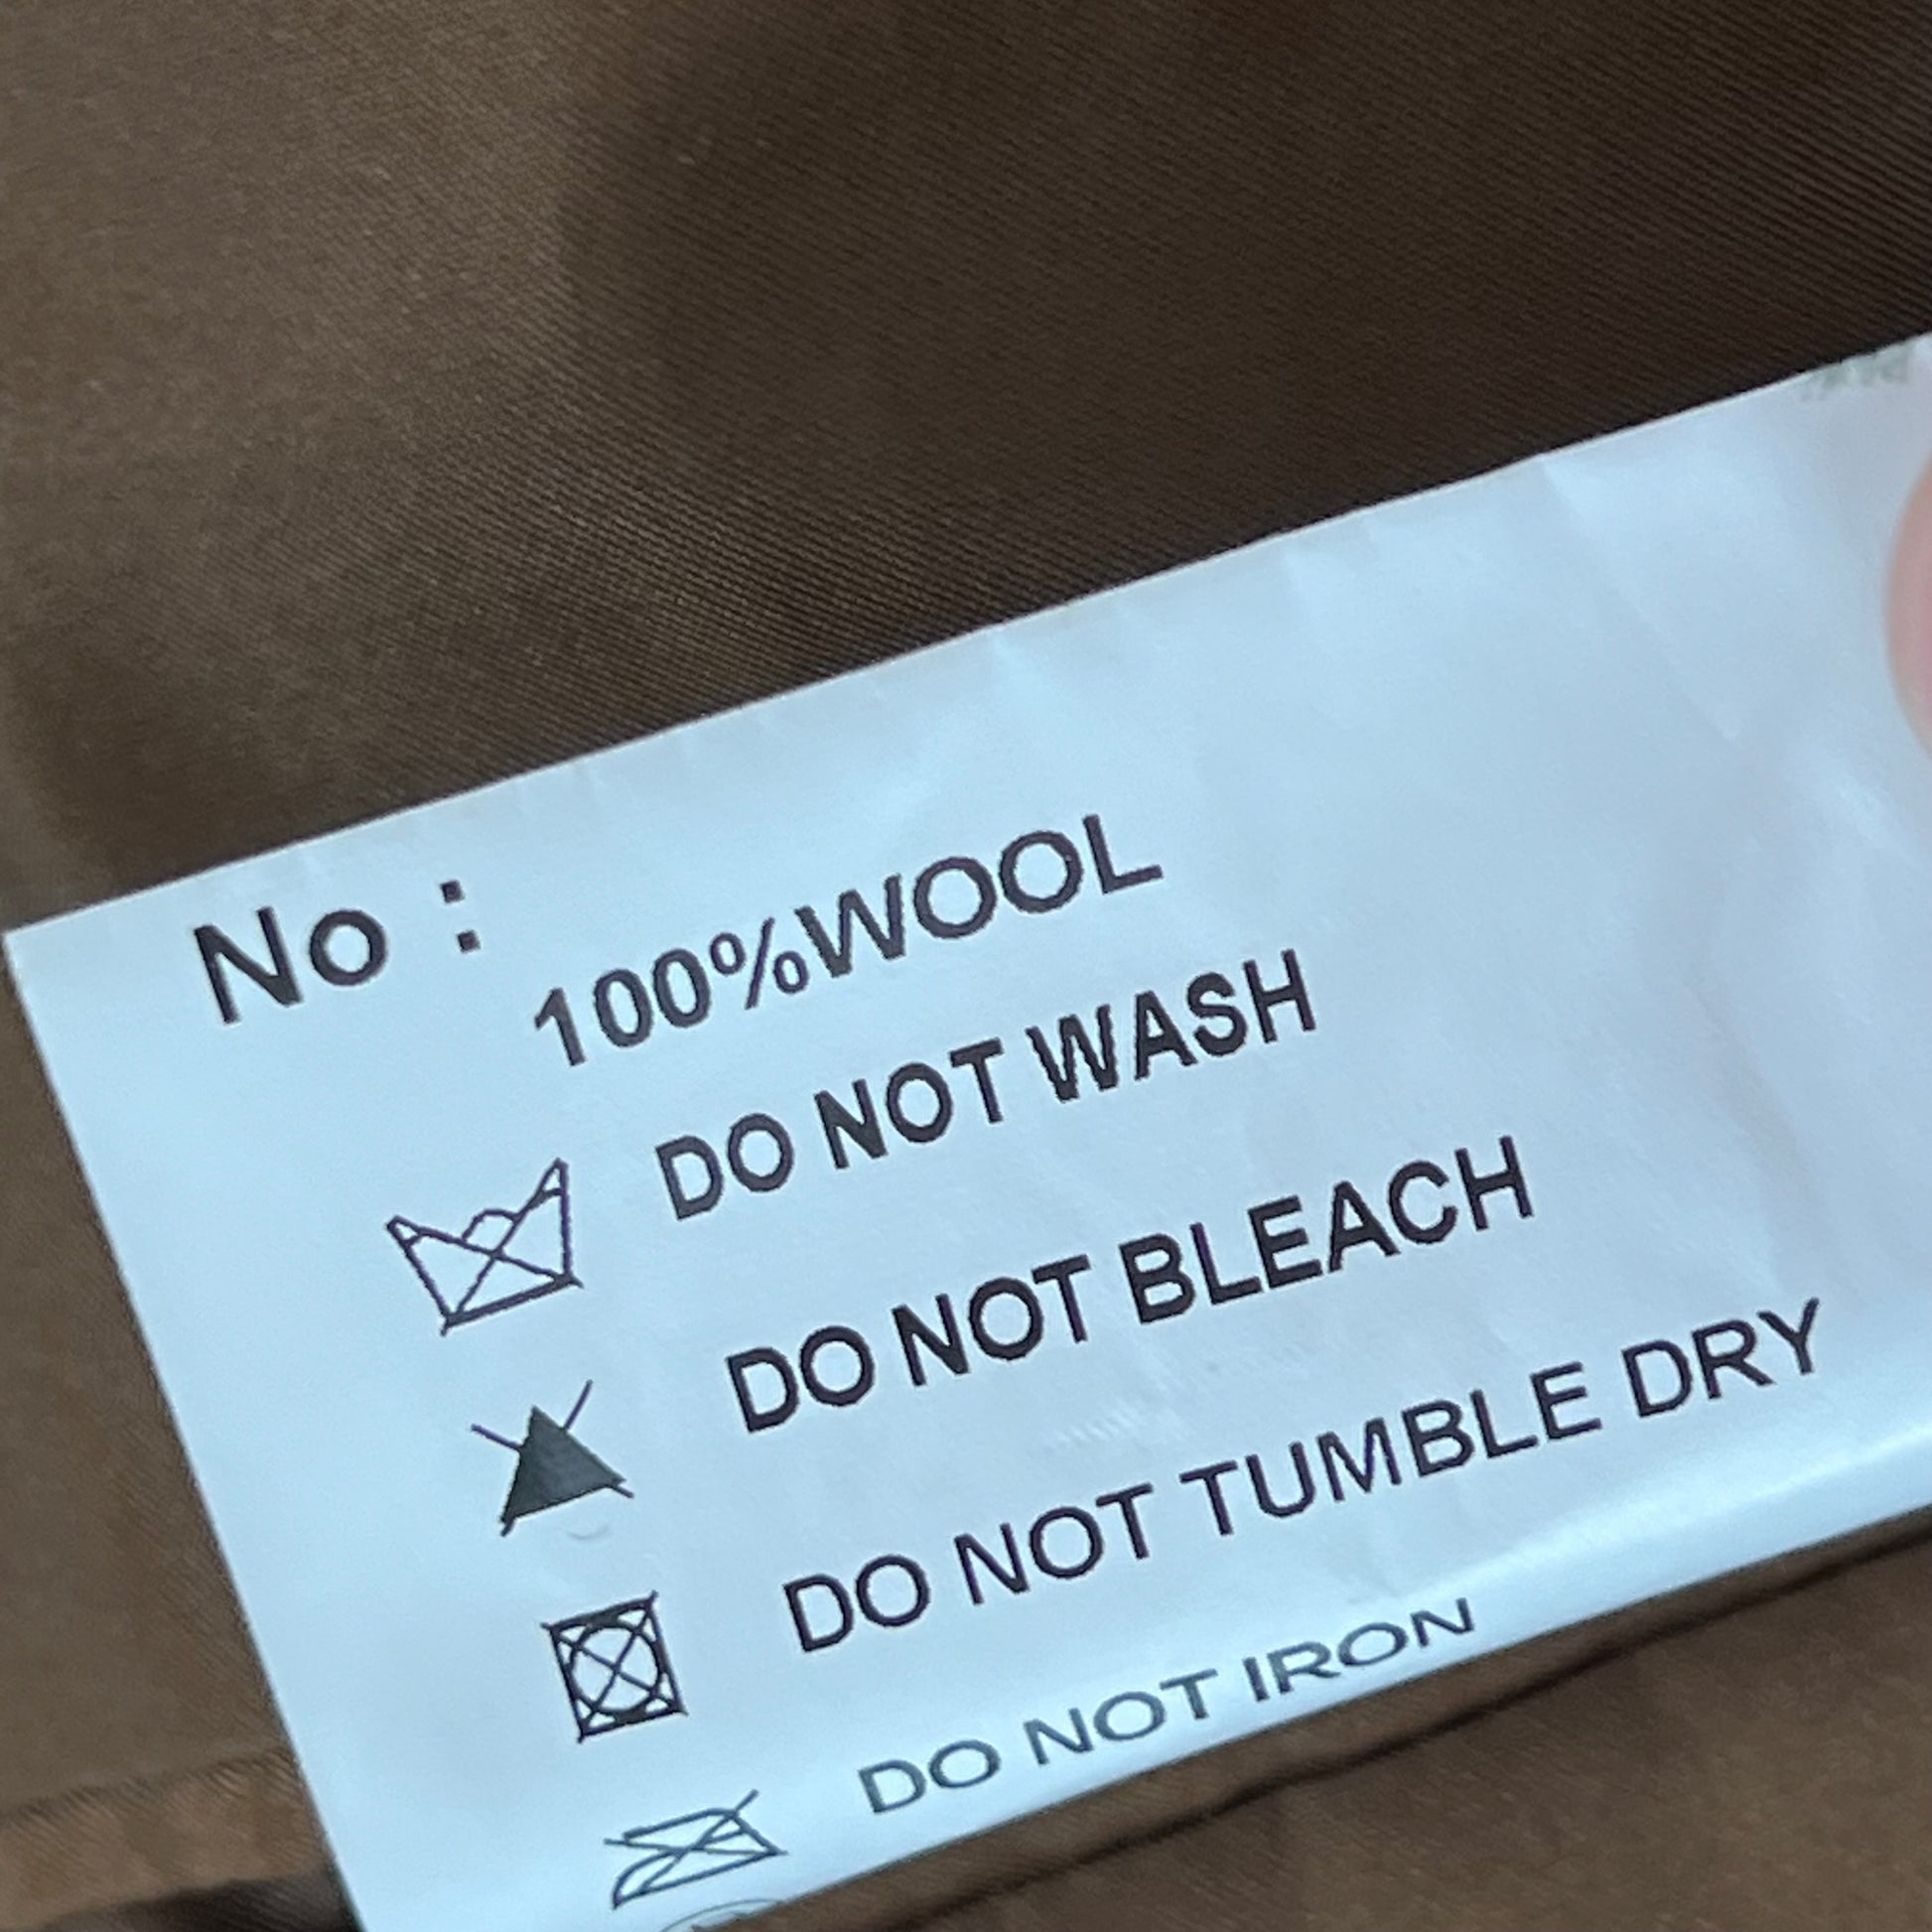 No :
100%WOOL
DO NOT WASH
DO NOT BLEACH
DO NOT TUMBLE DRY
DO NOT IRON